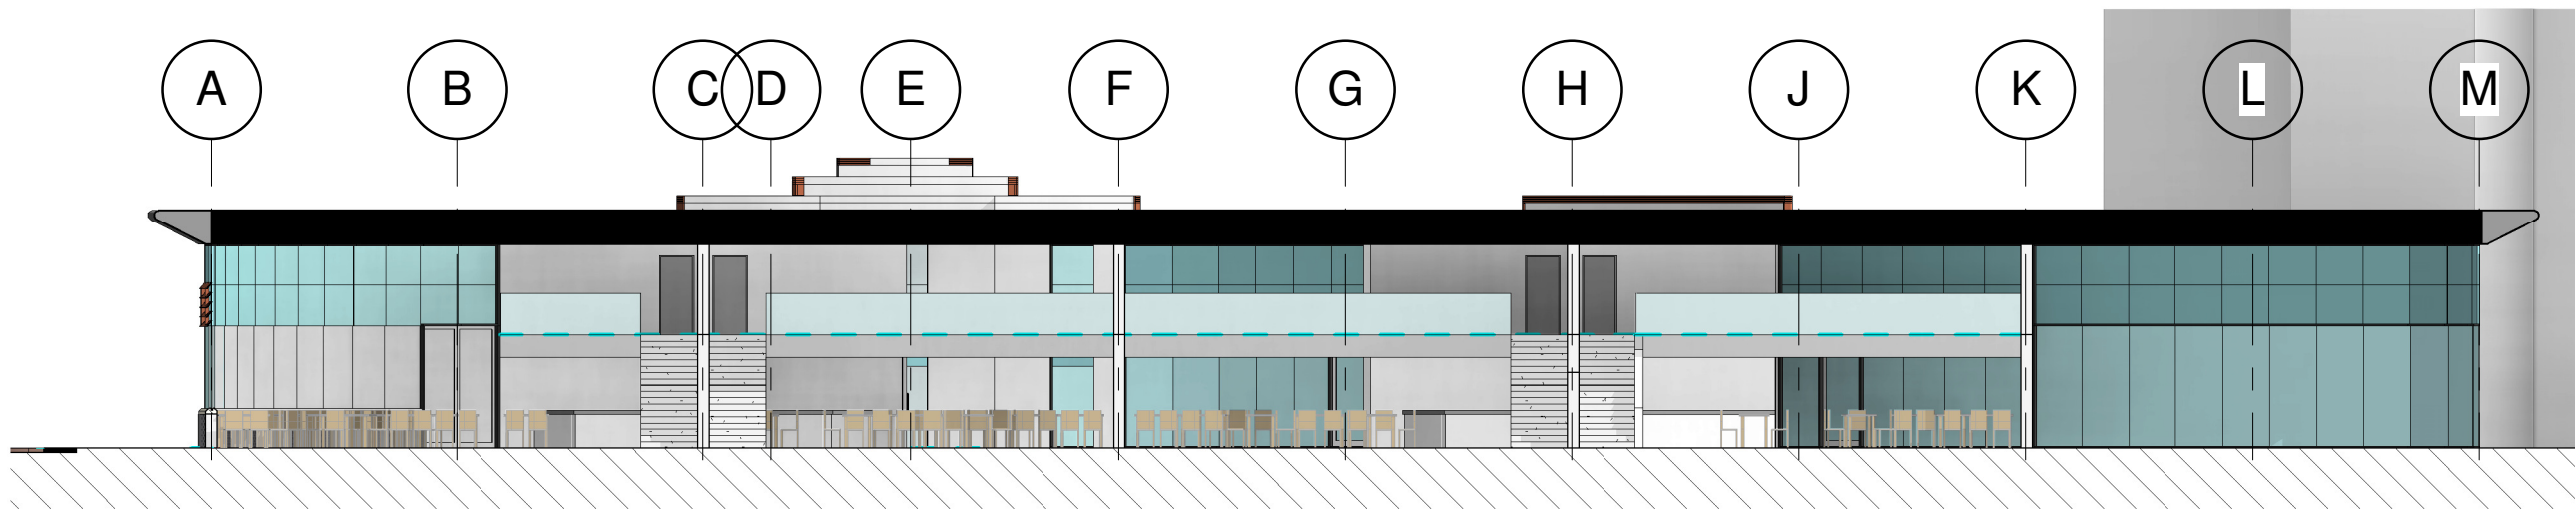 A B C D E F G H J K L M